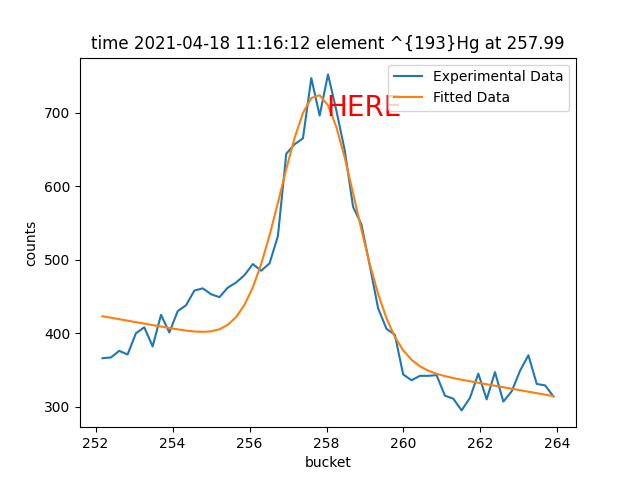 time 2021-04-18 11:16:12 element ^{193}Hg at 257.99
Experimental Data
Fitted Data
HERE
counts
700
600
500
400
300
252 254 256 258 260 262 264
bucket